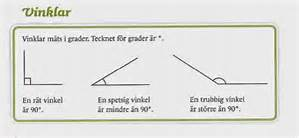 Vinklar
Vinklar mäts i grader. Tecknet för grader är °.
En rät vinkel
är 90°.
En spetsig vinkel
är mindre än 90°.
En trubbig vinkel
är större än 90°.